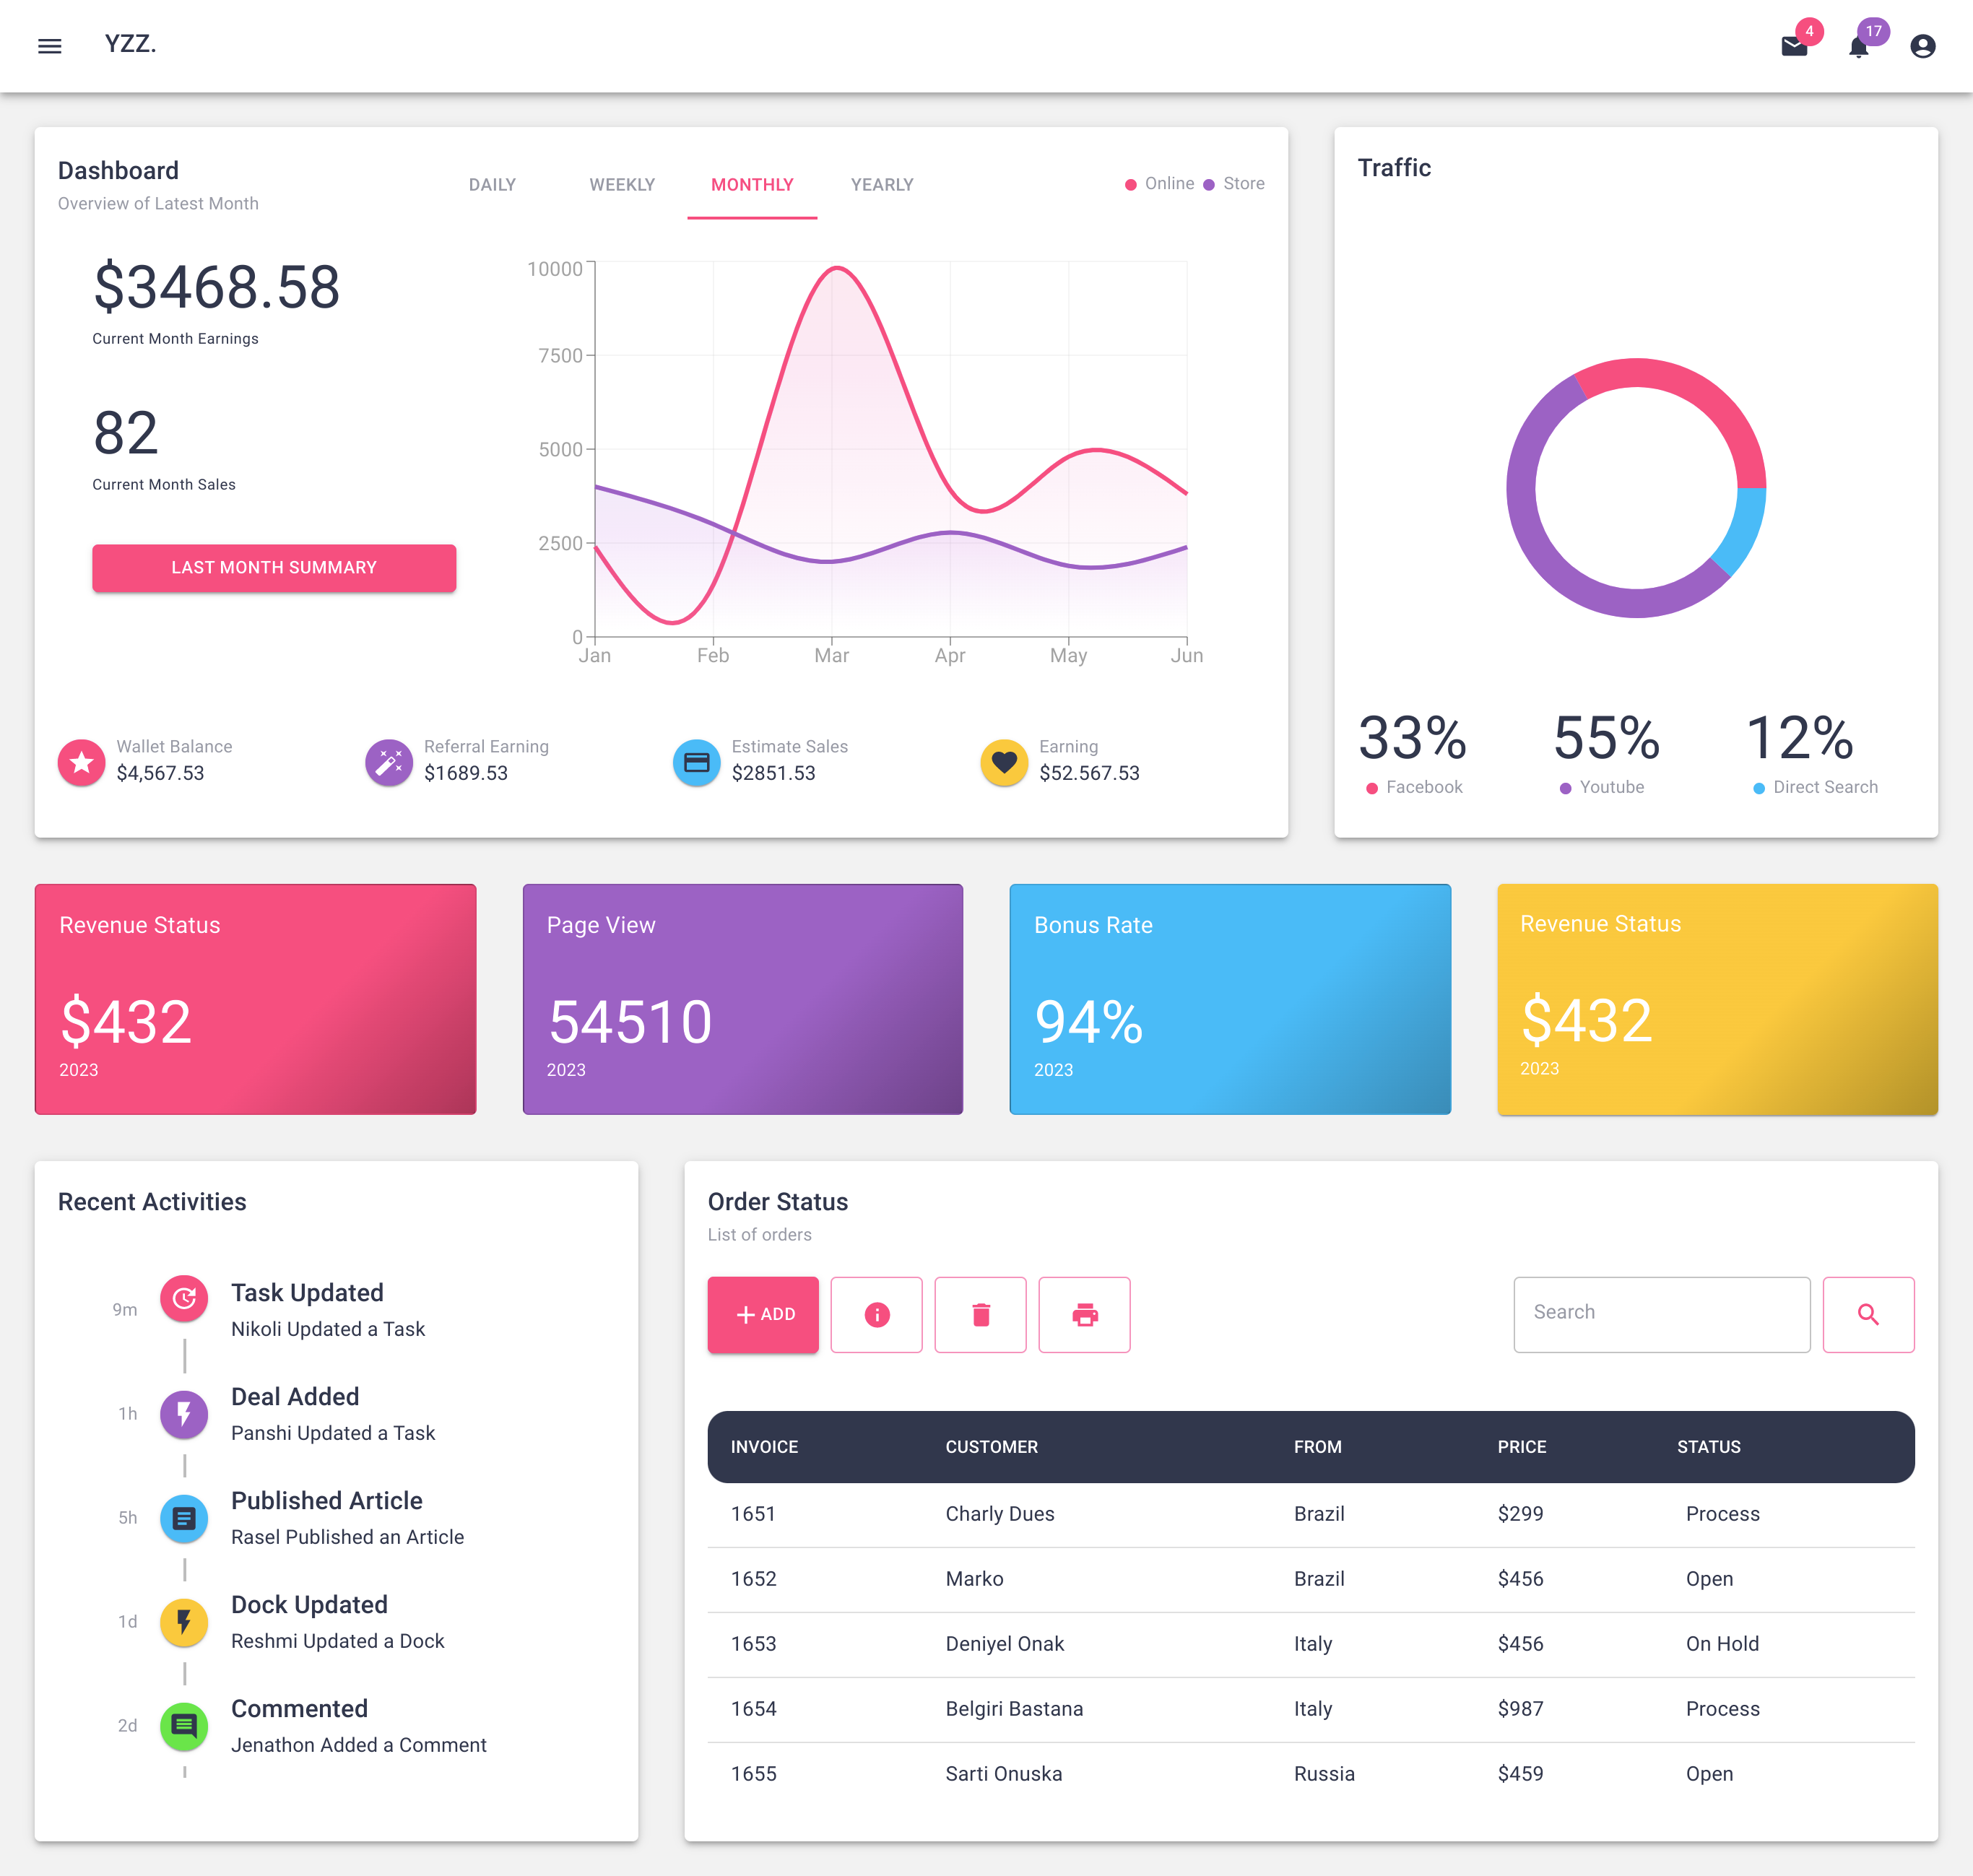 YZZ.
4
17
Dashboard
Overview of Latest Month
DAILY WEEKLY MONTHLY YEARLY
Online Store
$3468.58
Current Month Earnings
82
Current Month Sales
LAST MONTH SUMMARY
10000
7500
5000
2500
0
Jan Feb Mar Apr May Jun
Wallet Balance
$4,567.53
Referral Earning
$1689.53
Estimate Sales
$2851.53
Earning
$52.567.53
Traffic
33% 55% 12%
Facebook Youtube Direct Search
Revenue Status
$432
2023
Page View
54510
2023
Bonus Rate
94%
2023
Revenue Status
$432
2023
Recent Activities
9m
Task Updated
Nikoli Updated a Task
1h
Deal Added
Panshi Updated a Task
5h
Published Article
Rasel Published an Article
1d
Dock Updated
Reshmi Updated a Dock
2d
Commented
Jenathon Added a Comment
Order Status
List of orders
ADD
Search
INVOICE CUSTOMER FROM PRICE STATUS
1651 Charly Dues Brazil $299 Process
1652 Marko Brazil $456 Open
1653 Deniyel Onak Italy $456 On Hold
1654 Belgiri Bastana Italy $987 Process
1655 Sarti Onuska Russia $459 Open